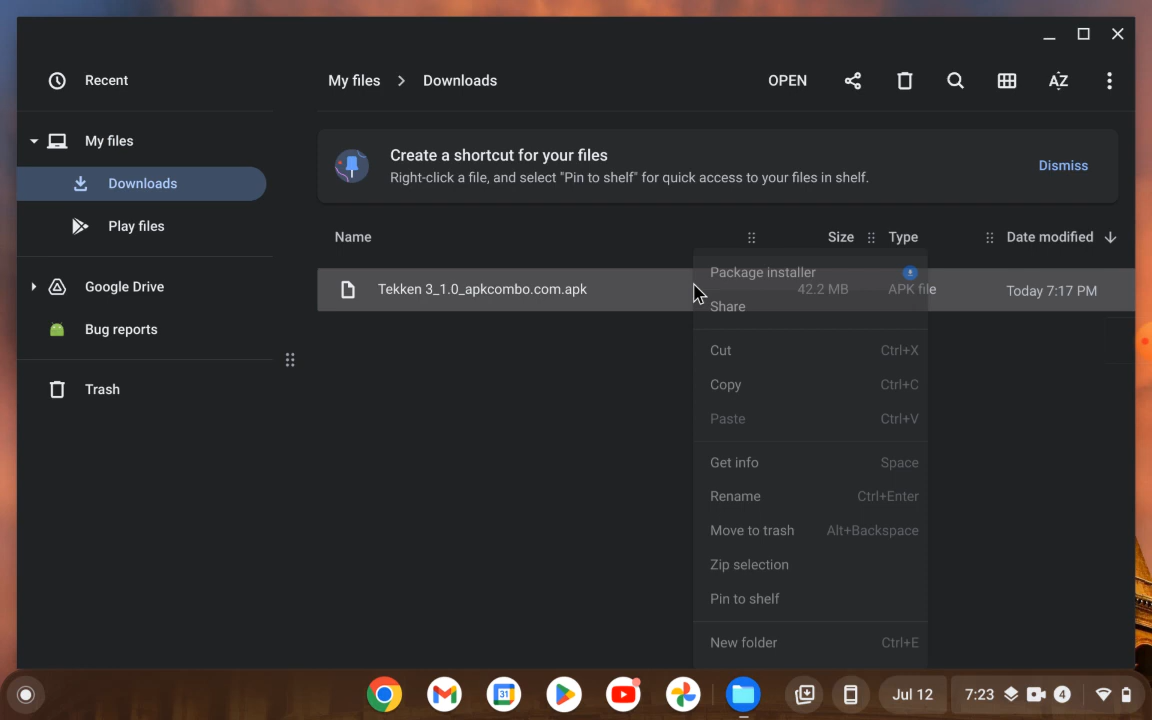 Recent
My files
Downloads
Play files
Google Drive
Bug reports
Trash
My files > Downloads
OPEN
AZ
Create a shortcut for your files
Right-click a file, and select "Pin to shelf" for quick access to your files in shelf.
Dismiss
Name Size Type Date modified
Tekken 3_1.0_apkcombo.com.apk 42.2 MB APK file Today 7:17 PM
Package installer
Share
Cut Ctrl+X
Copy Ctrl+C
Paste Ctrl+V
Get info Space
Rename Ctrl+Enter
Move to trash Alt+Backspace
Zip selection
Pin to shelf
New folder Ctrl+E
31
Jul 12
7:23
4